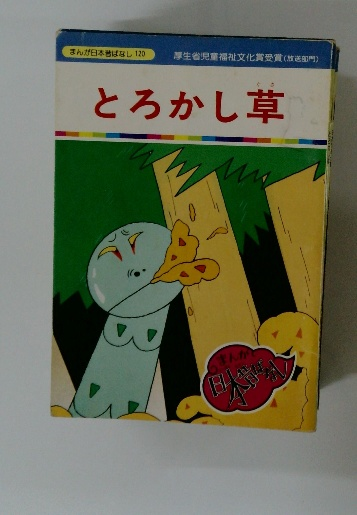 まんが日本昔ばなし 120
厚生省児童福祉文化賞受賞(放送部門)
くさ
とろかし草
まんが
日本昔ばなし